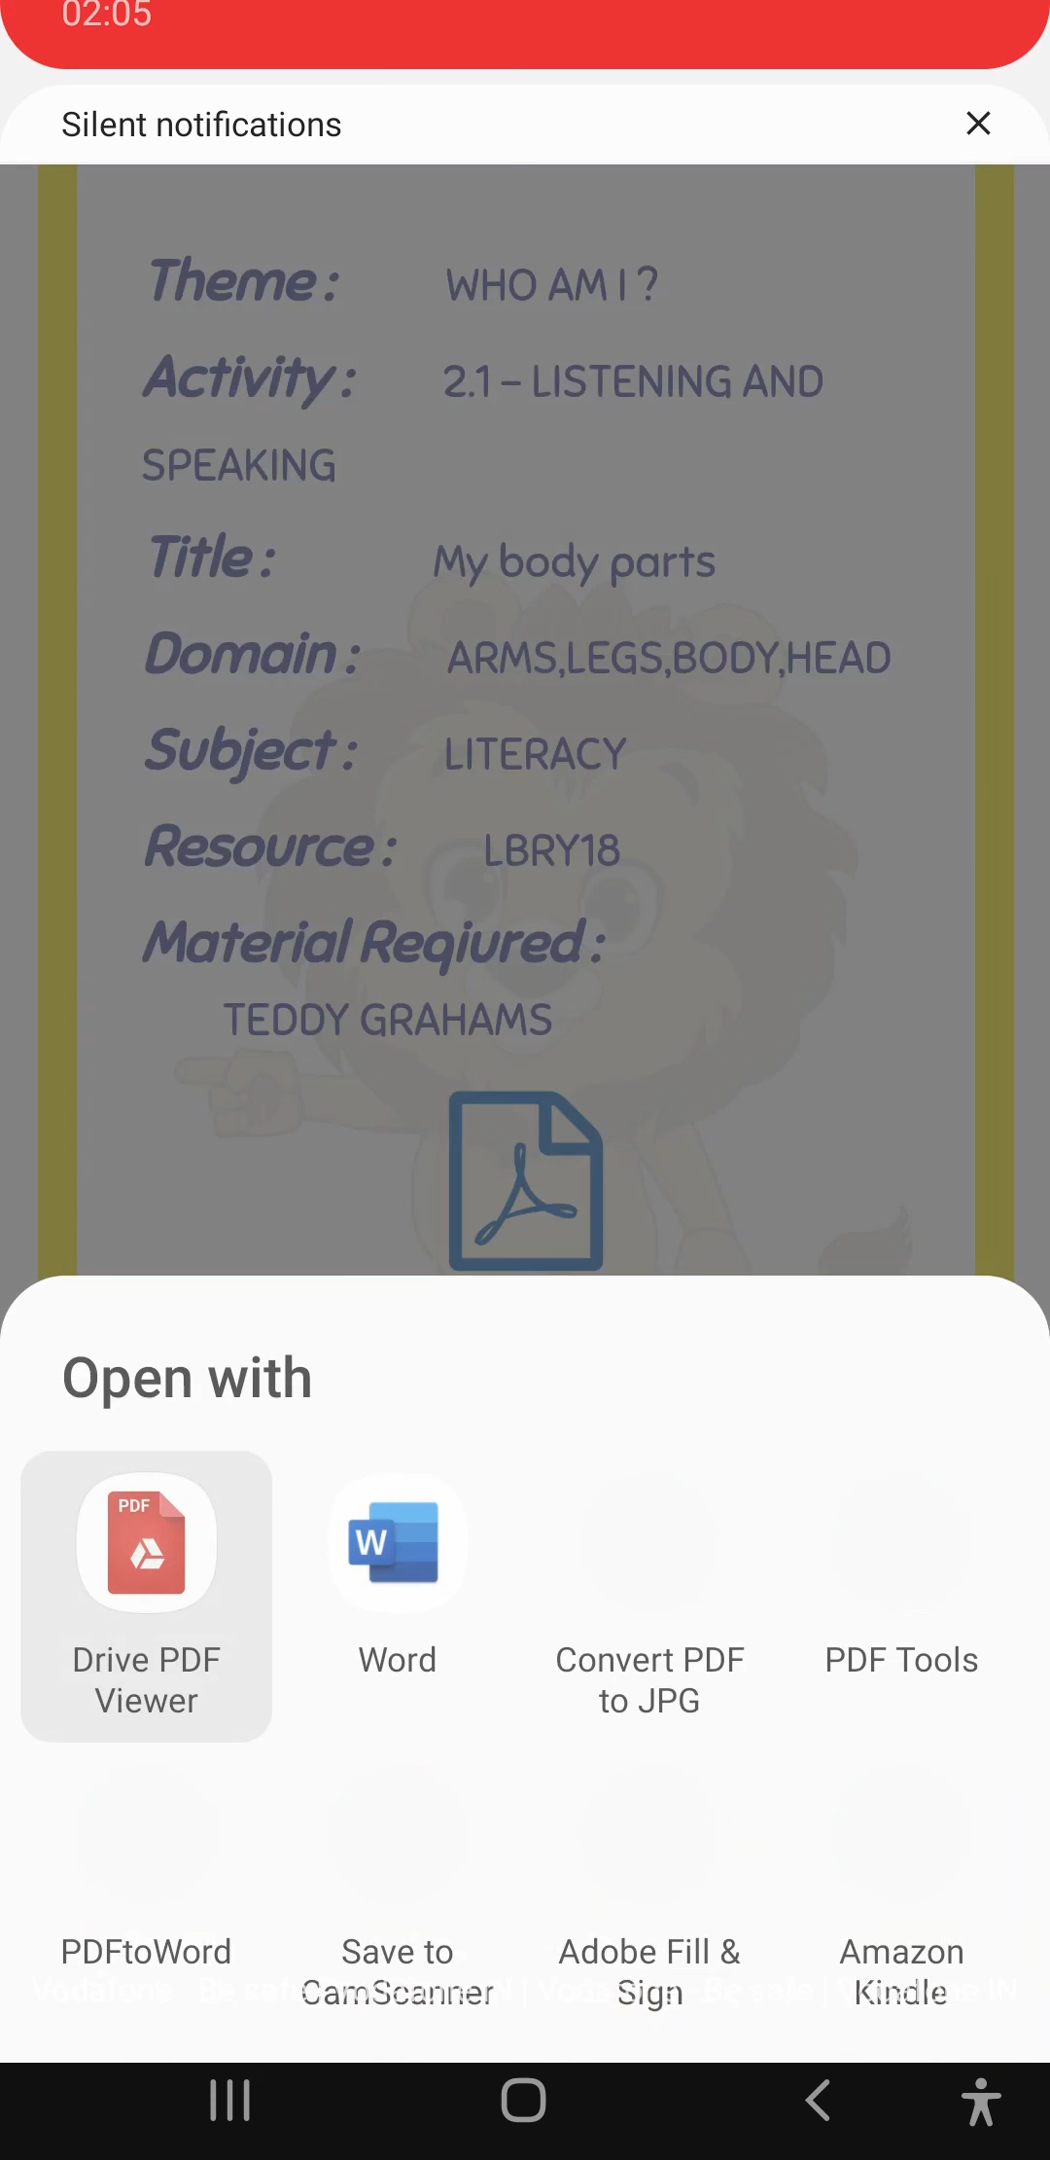 02:05
Silent notifications
Theme: WHO AM I ?
Activity: 2.1 – LISTENING AND
SPEAKING
Title: My body parts
Domain: ARMS,LEGS,BODY,HEAD
Subject: LITERACY
Resource: LBRY18
Material Reqiured:
TEDDY GRAHAMS
Open with
PDF
W
Drive PDF
Viewer
Word
Convert PDF
to JPG
PDF Tools
PDFtoWord
Save to
CamScanner
Adobe Fill &
Sign
Amazon
Kindle